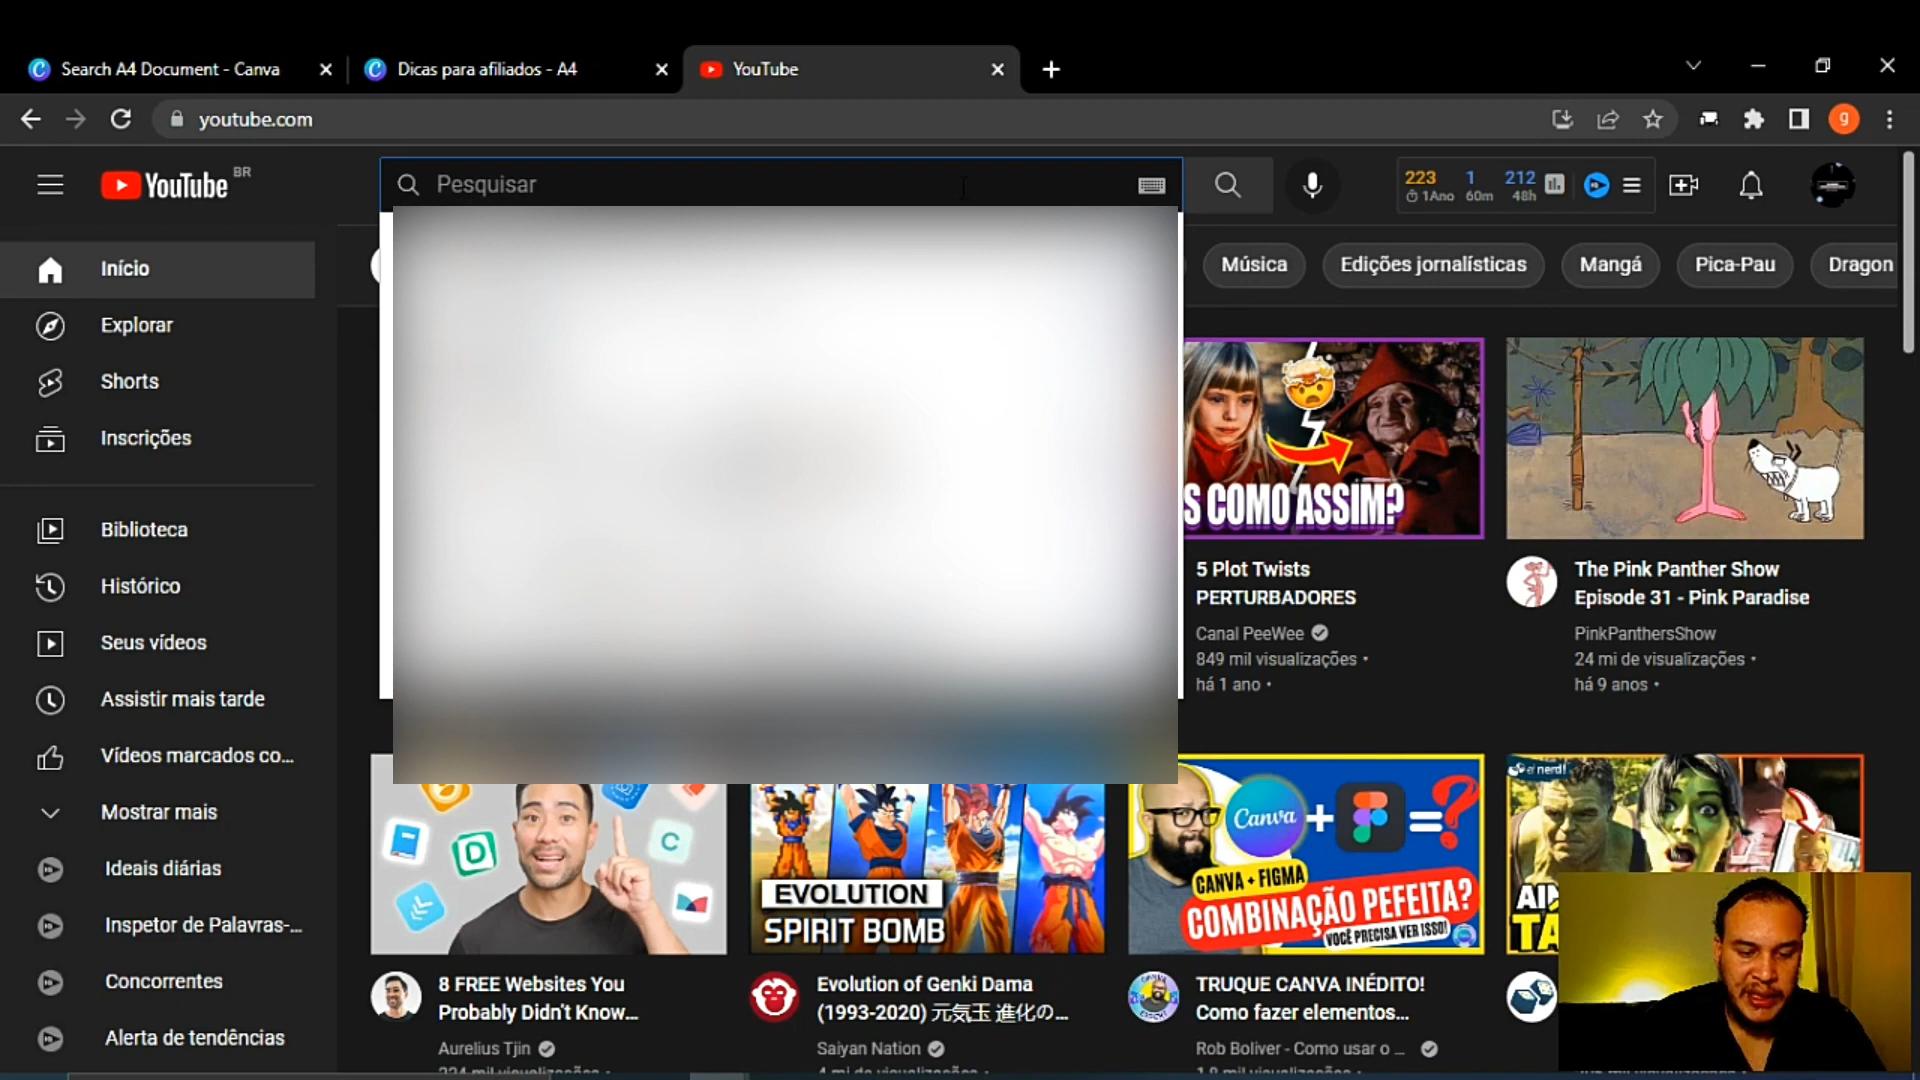 Search A4 Document - Canva
Dicas para afiliados - A4
YouTube
youtube.com
g
YouTube BR
Pesquisar
223 1 212
1Ano 60m 48h
Início
Explorar
Shorts
Inscrições
Biblioteca
Histórico
Seus vídeos
Assistir mais tarde
Vídeos marcados co...
Mostrar mais
Ideais diárias
Inspetor de Palavras-...
Concorrentes
Alerta de tendências
Música
Edições jornalísticas
Mangá
Pica-Pau
Dragon
S COMO ASSIM?
5 Plot Twists
PERTURBADORES
Canal PeeWee
849 mil visualizações •
há 1 ano •
The Pink Panther Show
Episode 31 - Pink Paradise
PinkPanthersShow
24 mi de visualizações •
há 9 anos •
D
C
8 FREE Websites You
Probably Didn't Know...
Aurelius Tjin
EVOLUTION
SPIRIT BOMB
Evolution of Genki Dama
(1993-2020) 元気玉 進化の...
Saiyan Nation
Canva + = ?
CANVA + FIGMA
COMBINAÇÃO PEFEITA?
VOCÊ PRECISA VER ISSO!
TRUQUE CANVA INÉDITO!
Como fazer elementos...
Rob Boliver - Como usar o ...
ei nerd!